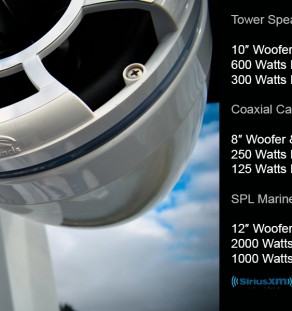 Tower Spea
10" Woofer
600 Watts
300 Watts
Coaxial Ca
8" Woofer &
250 Watts
125 Watts
SPL Marine
12" Woofer
2000 Watts
1000 Watts
((SiriusXM))